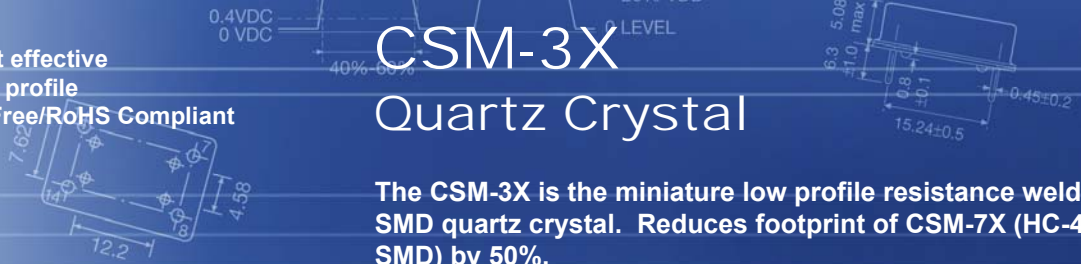 t effective
profile
Free/RoHS Compliant
CSM-3X
Quartz Crystal
The CSM-3X is the miniature low profile resistance weld
SMD quartz crystal. Reduces footprint of CSM-7X (HC-4
SMD) by 50%.
0.4VDC
0 VDC
40%-60%
0 LEVEL
5.08
max
6.3
±1.0
0.8
±0.1
0.45±0.2
15.24±0.5
7.62
7
14
8
4.58
12.2